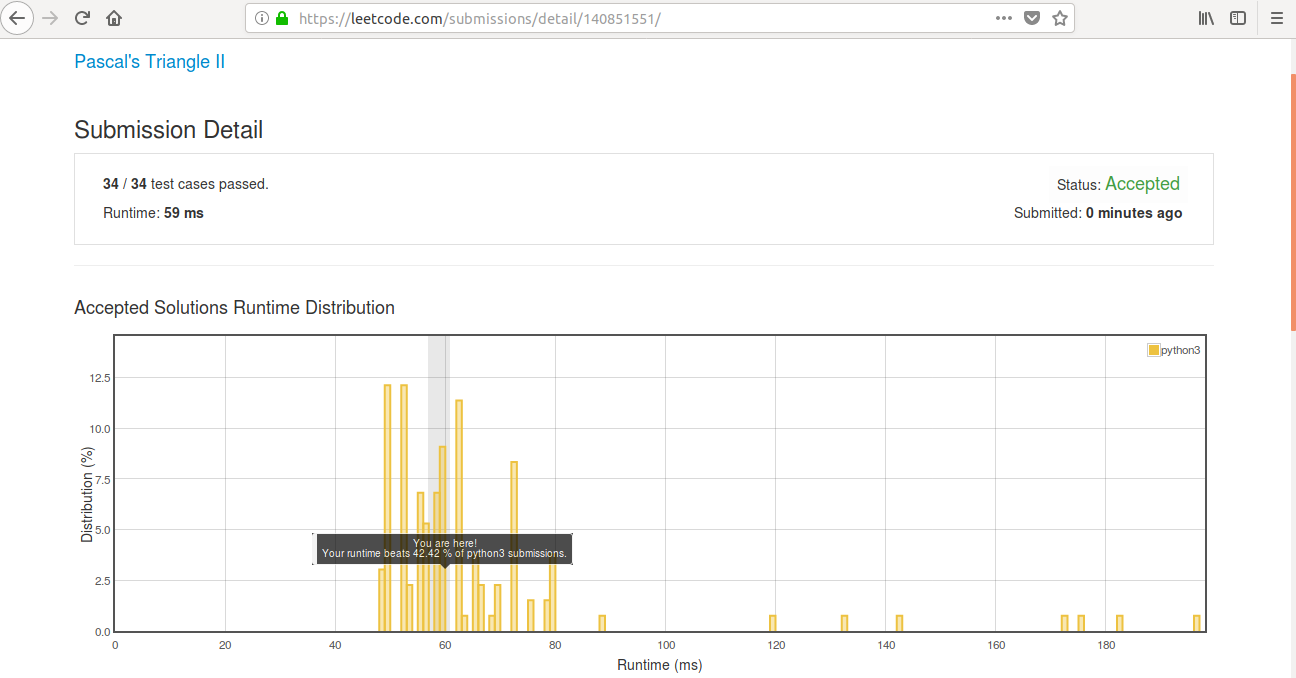 https://leetcode.com/submissions/detail/140851551/
Pascal's Triangle II
Submission Detail
34 / 34 test cases passed.
Status: Accepted
Runtime: 59 ms
Submitted: 0 minutes ago
Accepted Solutions Runtime Distribution
python3
12.5
10.0
7.5
5.0
2.5
0.0
Distribution (%)
You are here!
Your runtime beats 42.42 % of python3 submissions.
0 20 40 60 80 100 120 140 160 180
Runtime (ms)